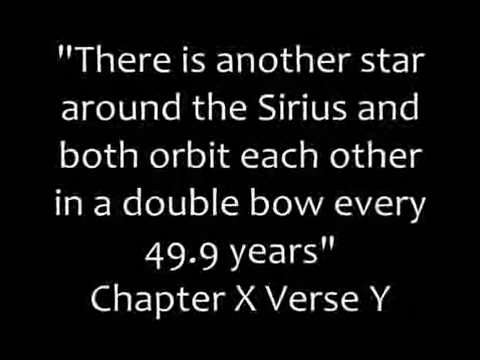 "There is another star
around the Sirius and
both orbit each other
in a double bow every
49.9 years"
Chapter X Verse Y